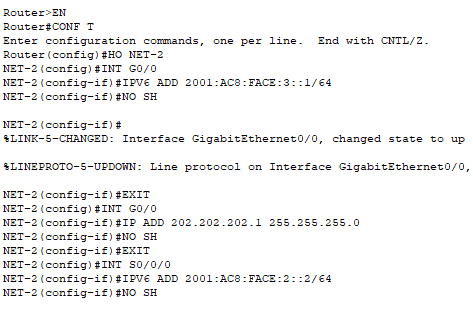 Router>EN
Router#CONF T
Enter configuration commands, one per line.  End with CNTL/Z.
Router(config)#HO NET-2
NET-2(config)#INT G0/0
NET-2(config-if)#IPV6 ADD 2001:AC8:FACE:3::1/64
NET-2(config-if)#NO SH
NET-2(config-if)#
%LINK-5-CHANGED: Interface GigabitEthernet0/0, changed state to up
%LINEPROTO-5-UPDOWN: Line protocol on Interface GigabitEthernet0/0,
NET-2(config-if)#EXIT
NET-2(config)#INT G0/0
NET-2(config-if)#IP ADD 202.202.202.1 255.255.255.0
NET-2(config-if)#NO SH
NET-2(config-if)#EXIT
NET-2(config)#INT S0/0/0
NET-2(config-if)#IPV6 ADD 2001:AC8:FACE:2::2/64
NET-2(config-if)#NO SH